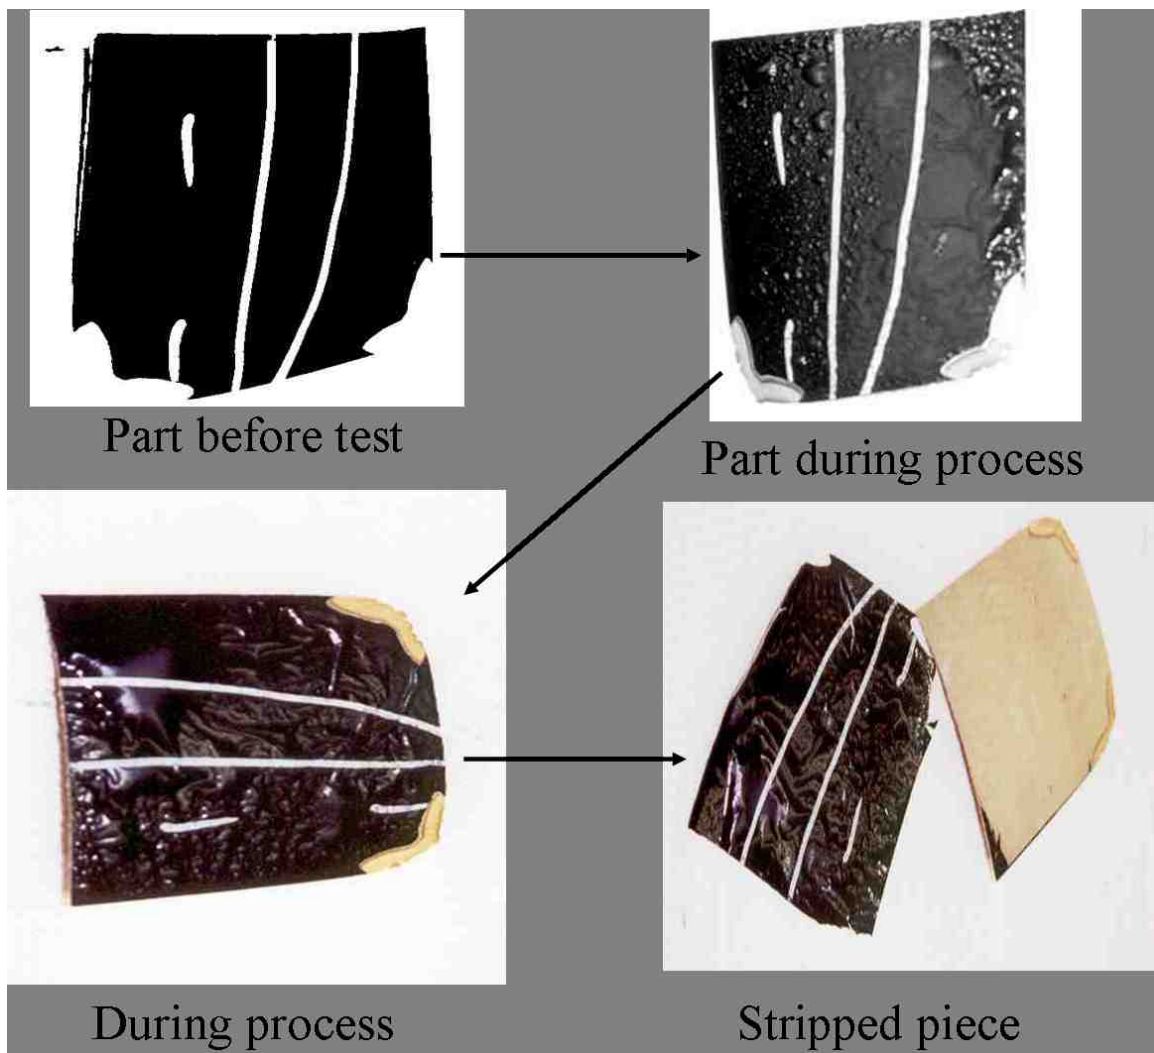 Part before test
Part during process
During process
Stripped piece